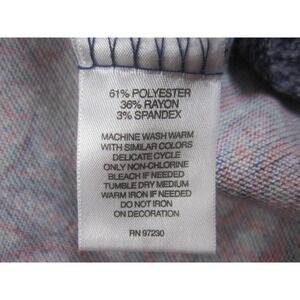 61% POLYESTER
36% RAYON
3% SPANDEX
MACHINE WASH WARM
WITH SIMILAR COLORS
DELICATE CYCLE
ONLY NON-CHLORINE
BLEACH IF NEEDED
TUMBLE DRY MEDIUM
WARM IRON IF NEEDED
DO NOT IRON
ON DECORATION
RN 97230